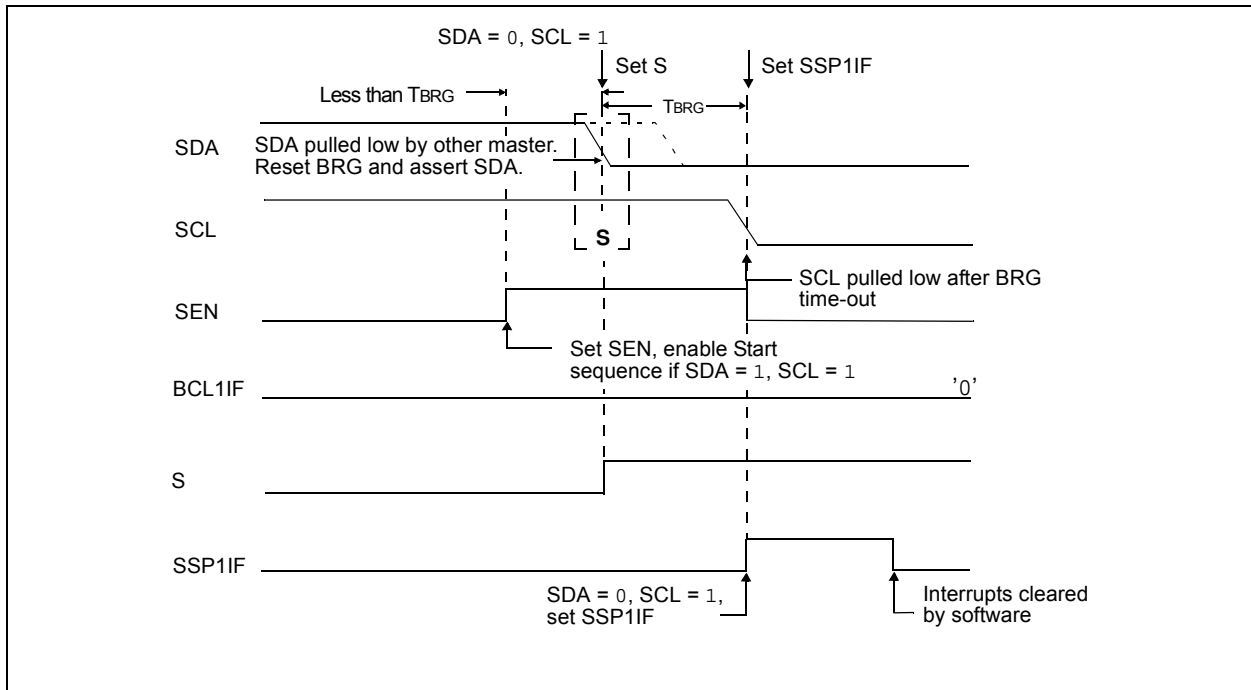 SDA = 0, SCL = 1
Set S
Set SSP1IF
Less than TBRG
TBRG
SDA
SDA pulled low by other master.
Reset BRG and assert SDA.
SCL
S
SCL pulled low after BRG
time-out
SEN
Set SEN, enable Start
sequence if SDA = 1, SCL = 1
BCL1IF
'0'
S
SSP1IF
SDA = 0, SCL = 1,
set SSP1IF
Interrupts cleared
by software